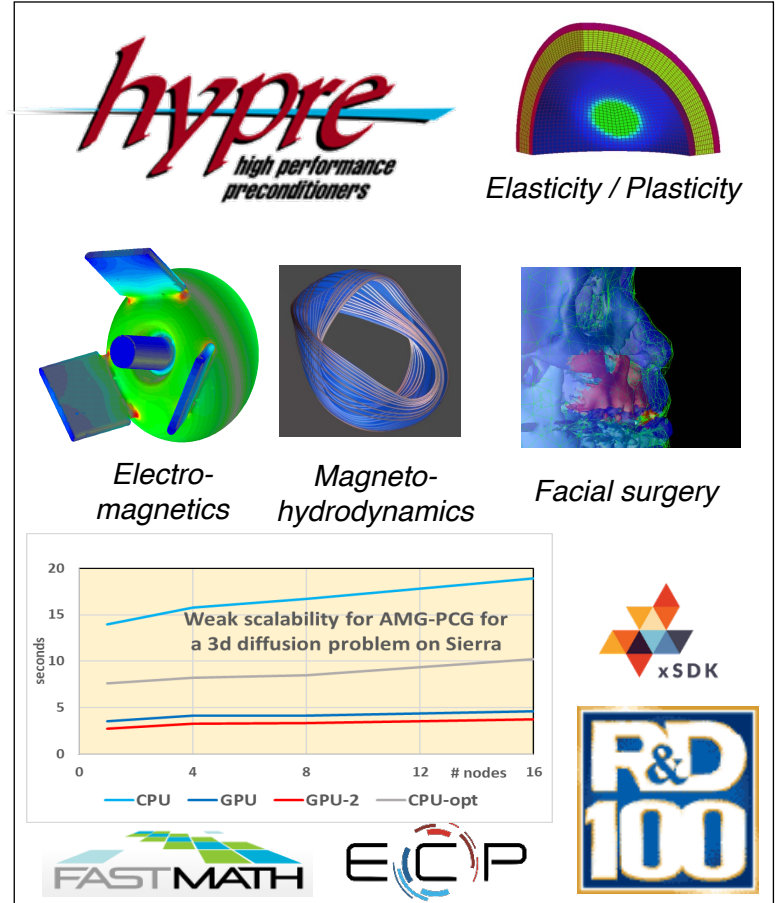 hypre
high performance
preconditioners
Elasticity / Plasticity
Electro-
magnetics
Magneto-
hydrodynamics
Facial surgery
20
15
10
5
0
seconds
Weak scalability for AMG-PCG for
a 3d diffusion problem on Sierra
0 4 8 12 # nodes 16
CPU GPU GPU-2 CPU-opt
xSDK
R&D
100
FASTMATH
ECP